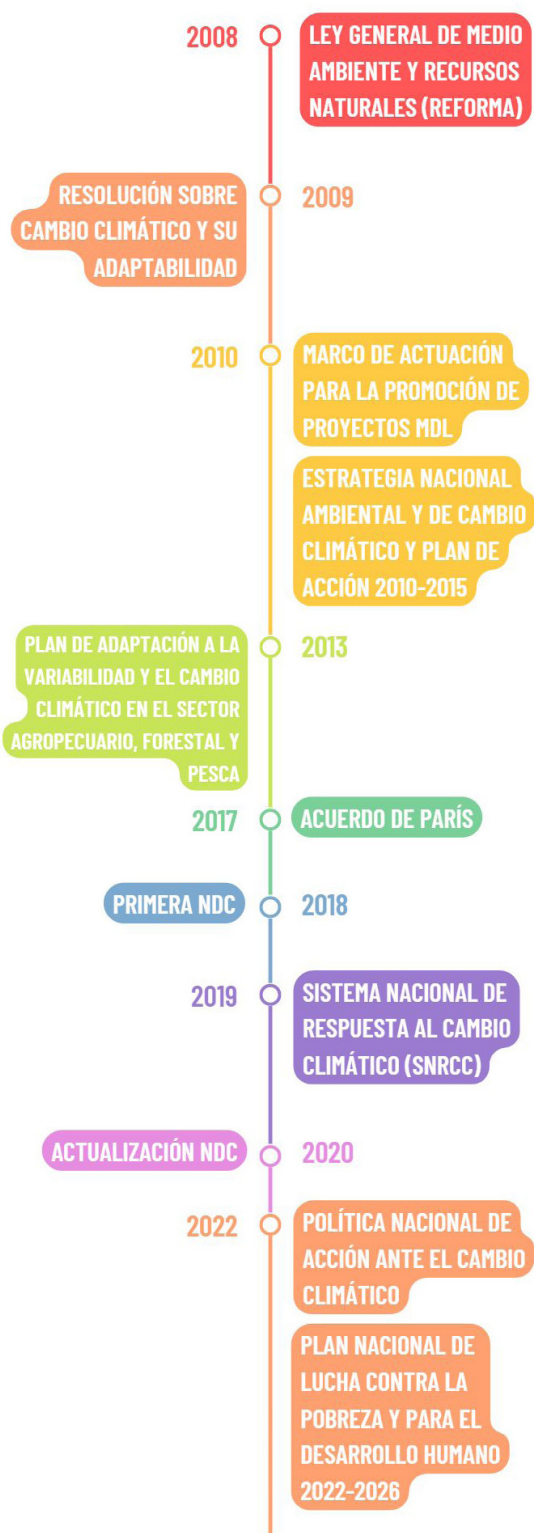 2008
LEY GENERAL DE MEDIO
AMBIENTE Y RECURSOS
NATURALES (REFORMA)
RESOLUCIÓN SOBRE
CAMBIO CLIMÁTICO Y SU
ADAPTABILIDAD
2009
2010
MARCO DE ACTUACIÓN
PARA LA PROMOCIÓN DE
PROYECTOS MDL
ESTRATEGIA NACIONAL
AMBIENTAL Y DE CAMBIO
CLIMÁTICO Y PLAN DE
ACCIÓN 2010-2015
PLAN DE ADAPTACIÓN A LA
VARIABILIDAD Y EL CAMBIO
CLIMÁTICO EN EL SECTOR
AGROPECUARIO, FORESTAL Y
PESCA
2013
2017
ACUERDO DE PARÍS
PRIMERA NDC
2018
2019
SISTEMA NACIONAL DE
RESPUESTA AL CAMBIO
CLIMÁTICO (SNRCC)
ACTUALIZACIÓN NDC
2020
2022
POLÍTICA NACIONAL DE
ACCIÓN ANTE EL CAMBIO
CLIMÁTICO
PLAN NACIONAL DE
LUCHA CONTRA LA
POBREZA Y PARA EL
DESARROLLO HUMANO
2022-2026